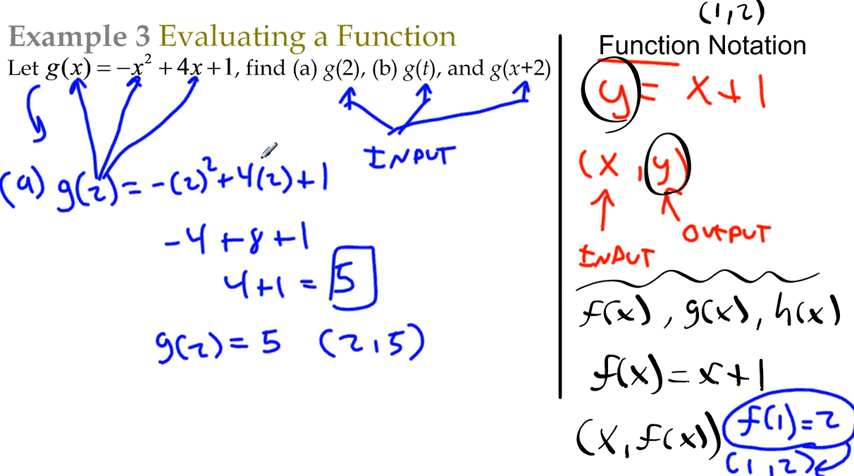 Example 3 Evaluating a Function
Let g(x) = −x² + 4x + 1, find (a) g(2), (b) g(t), and g(x+2)
INPUT
(a) g(2) = -(2)² + 4(2) + 1
-4 + 8 + 1
4+1 = 5
g(2) = 5 (2,5)
(1,2)
Function Notation
y = x+1
(x, y)
INPUT
OUTPUT
f(x), g(x), h(x)
f(x) = x+1
(x, f(x)) f(1)=2
(1,2)